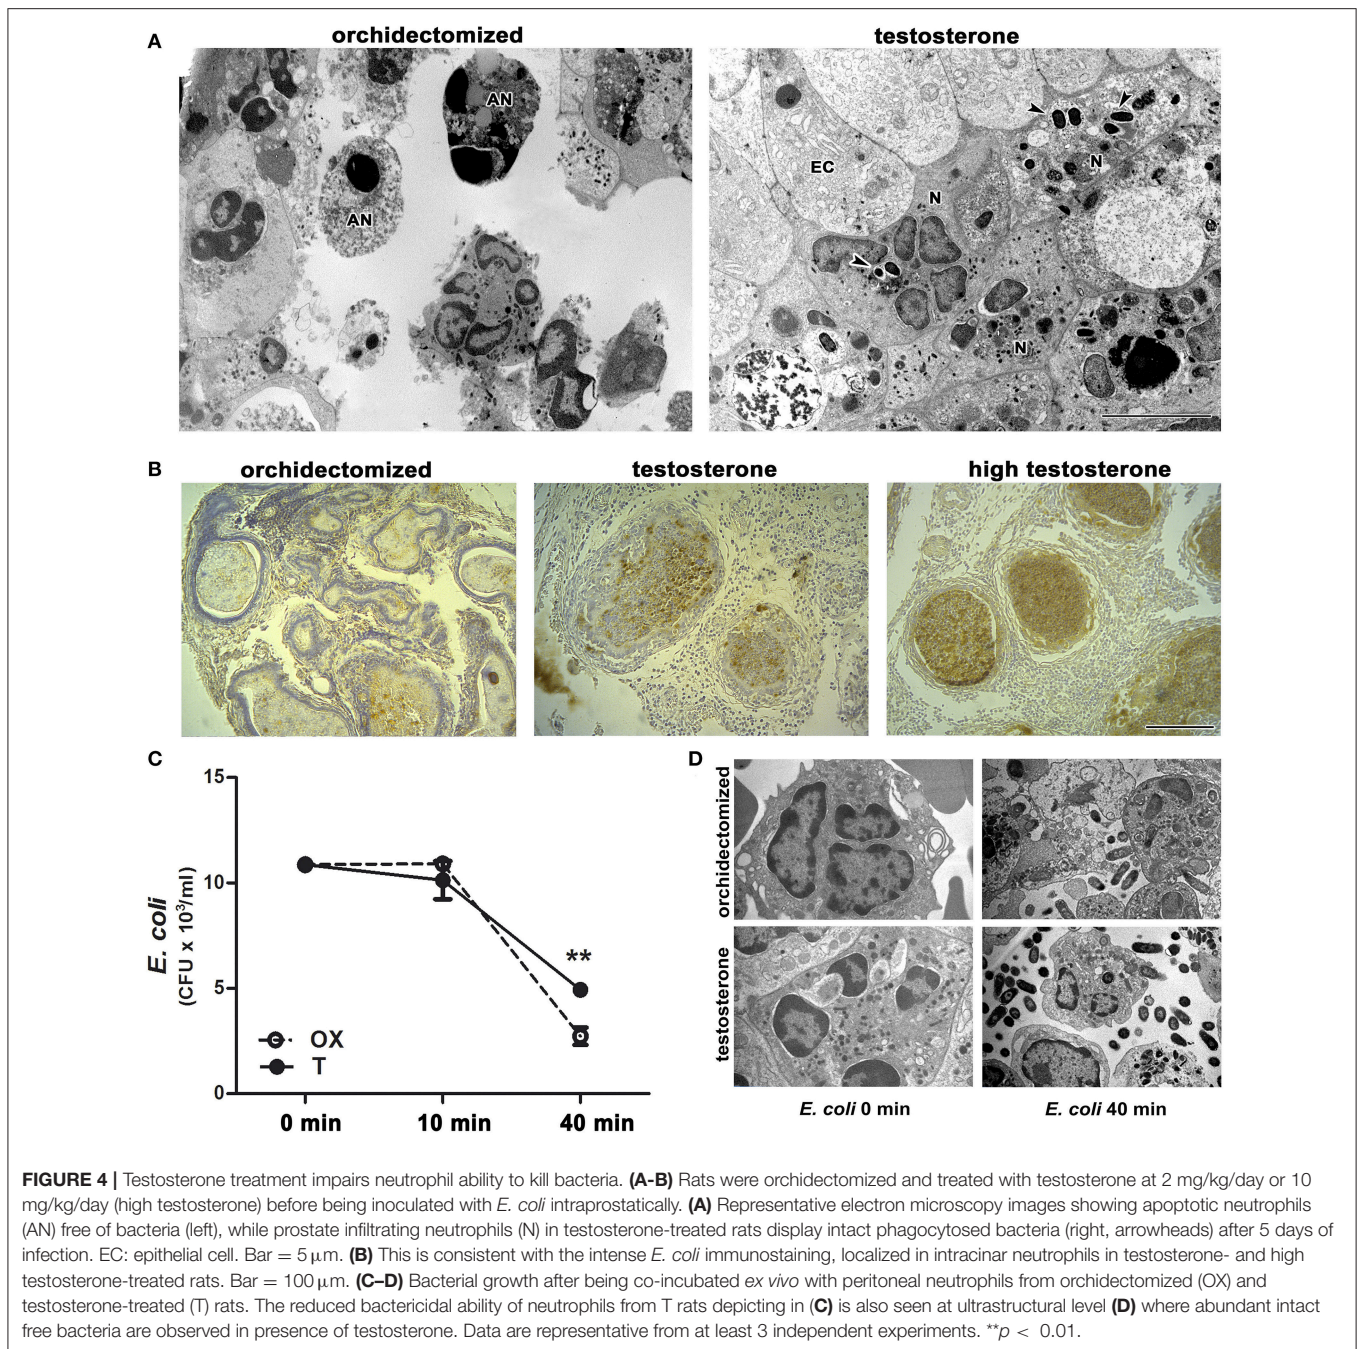 A
orchidectomized
testosterone
AN
AN
EC
N
N
N
B
orchidectomized
testosterone
high testosterone
C
15
10
5
0
E. coli
(CFU x 10³/ml)
**
OX
T
0 min
10 min
40 min
D
orchidectomized
testosterone
E. coli 0 min
E. coli 40 min
FIGURE 4 | Testosterone treatment impairs neutrophil ability to kill bacteria. (A-B) Rats were orchidectomized and treated with testosterone at 2 mg/kg/day or 10
mg/kg/day (high testosterone) before being inoculated with E. coli intraprostatically. (A) Representative electron microscopy images showing apoptotic neutrophils
(AN) free of bacteria (left), while prostate infiltrating neutrophils (N) in testosterone-treated rats display intact phagocytosed bacteria (right, arrowheads) after 5 days of
infection. EC: epithelial cell. Bar = 5 μm. (B) This is consistent with the intense E. coli immunostaining, localized in intracinar neutrophils in testosterone- and high
testosterone-treated rats. Bar = 100 μm. (C–D) Bacterial growth after being co-incubated ex vivo with peritoneal neutrophils from orchidectomized (OX) and
testosterone-treated (T) rats. The reduced bactericidal ability of neutrophils from T rats depicting in (C) is also seen at ultrastructural level (D) where abundant intact
free bacteria are observed in presence of testosterone. Data are representative from at least 3 independent experiments. **p < 0.01.